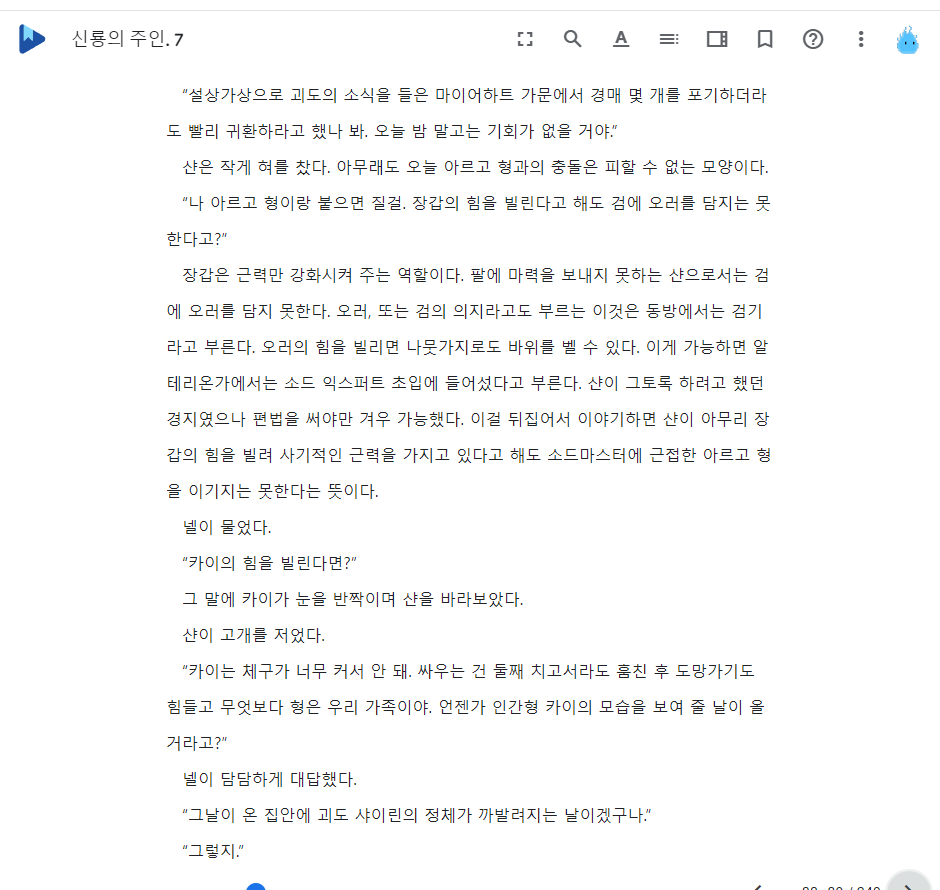 신룡의 주인. 7
"설상가상으로 괴도의 소식을 들은 마이어하트 가문에서 경매 몇 개를 포기하더라
도 빨리 귀환하라고 했나 봐. 오늘 밤 말고는 기회가 없을 거야."
샨은 작게 혀를 찼다. 아무래도 오늘 아르고 형과의 충돌은 피할 수 없는 모양이다.
"나 아르고 형이랑 붙으면 질걸. 장갑의 힘을 빌린다고 해도 검에 오러를 담지는 못
한다고?"
장갑은 근력만 강화시켜 주는 역할이다. 팔에 마력을 보내지 못하는 샨으로서는 검
에 오러를 담지 못한다. 오러, 또는 검의 의지라고도 부르는 이것은 동방에서는 검기
라고 부른다. 오러의 힘을 빌리면 나뭇가지로도 바위를 벨 수 있다. 이게 가능하면 알
테리온가에서는 소드 익스퍼트 초입에 들어섰다고 부른다. 샨이 그토록 하려고 했던
경지였으나 편법을 써야만 겨우 가능했다. 이걸 뒤집어서 이야기하면 샨이 아무리 장
갑의 힘을 빌려 사기적인 근력을 가지고 있다고 해도 소드마스터에 근접한 아르고 형
을 이기지는 못한다는 뜻이다.
넬이 물었다.
"카이의 힘을 빌린다면?"
그 말에 카이가 눈을 반짝이며 샨을 바라보았다.
샨이 고개를 저었다.
"카이는 체구가 너무 커서 안 돼. 싸우는 건 둘째 치고서라도 훔친 후 도망가기도
힘들고 무엇보다 형은 우리 가족이야. 언젠가 인간형 카이의 모습을 보여 줄 날이 올
거라고?"
넬이 담담하게 대답했다.
"그날이 온 집안에 괴도 샤이린의 정체가 까발려지는 날이겠구나."
"그렇지."